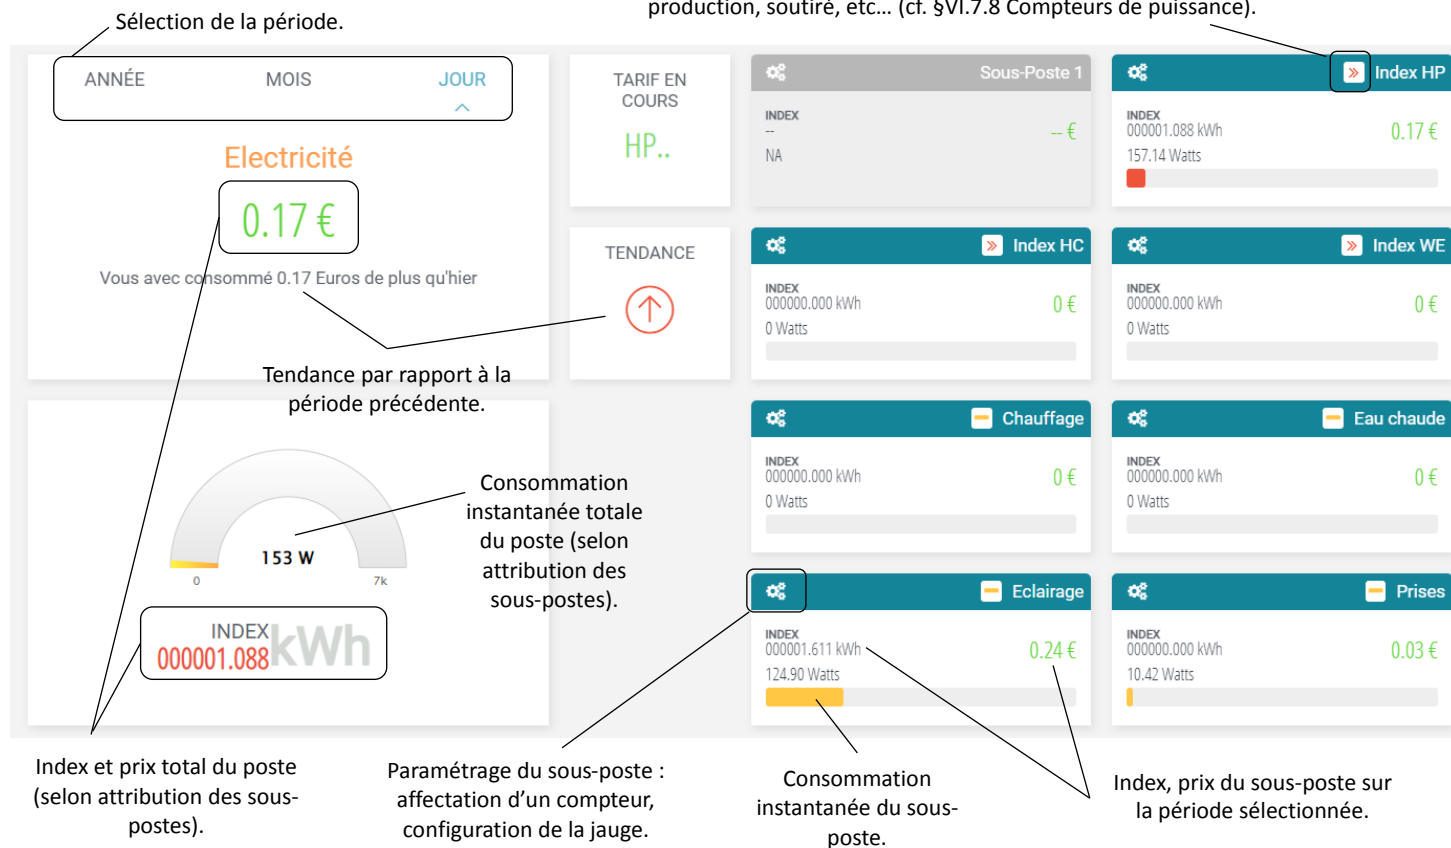 production, soutiré, etc... (cf. §VI.7.8 Compteurs de puissance).
Sélection de la période.
ANNÉE MOIS JOUR
Electricité
0.17 €
Vous avec consommé 0.17 Euros de plus qu'hier
TARIF EN
COURS
HP..
TENDANCE
Tendance par rapport à la
période précédente.
Sous-Poste 1
INDEX
--
-- €
NA
Index HP
INDEX
000001.088 kWh
0.17 €
157.14 Watts
Index HC
INDEX
000000.000 kWh
0 €
0 Watts
Index WE
INDEX
000000.000 kWh
0 €
0 Watts
Chauffage
INDEX
000000.000 kWh
0 €
0 Watts
Eau chaude
INDEX
000000.000 kWh
0 €
0 Watts
Eclairage
INDEX
000001.611 kWh
0.24 €
124.90 Watts
Prises
INDEX
000000.000 kWh
0.03 €
10.42 Watts
153 W
0 7k
INDEX
000001.088 kWh
Consommation
instantanée totale
du poste (selon
attribution des
sous-postes).
Index et prix total du poste
(selon attribution des sous-
postes).
Paramétrage du sous-poste :
affectation d'un compteur,
configuration de la jauge.
Consommation
instantanée du sous-
poste.
Index, prix du sous-poste sur
la période sélectionnée.